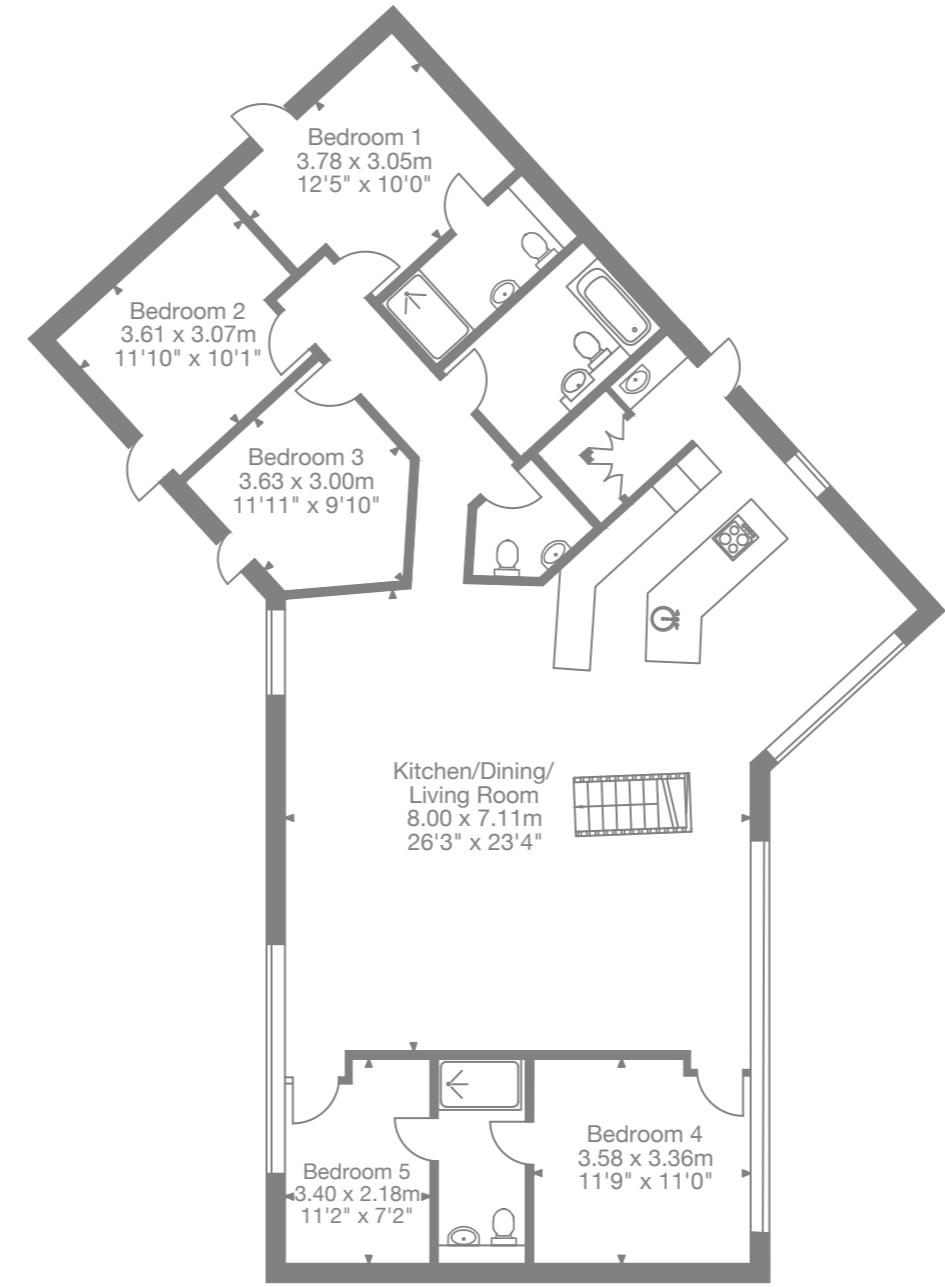 Bedroom 1
3.78 x 3.05m
12'5" x 10'0"
Bedroom 2
3.61 x 3.07m
11'10" x 10'1"
Bedroom 3
3.63 x 3.00m
11'11" x 9'10"
Kitchen/Dining/
Living Room
8.00 x 7.11m
26'3" x 23'4"
Bedroom 4
3.58 x 3.36m
11'9" x 11'0"
Bedroom 5
3.40 x 2.18m
11'2" x 7'2"